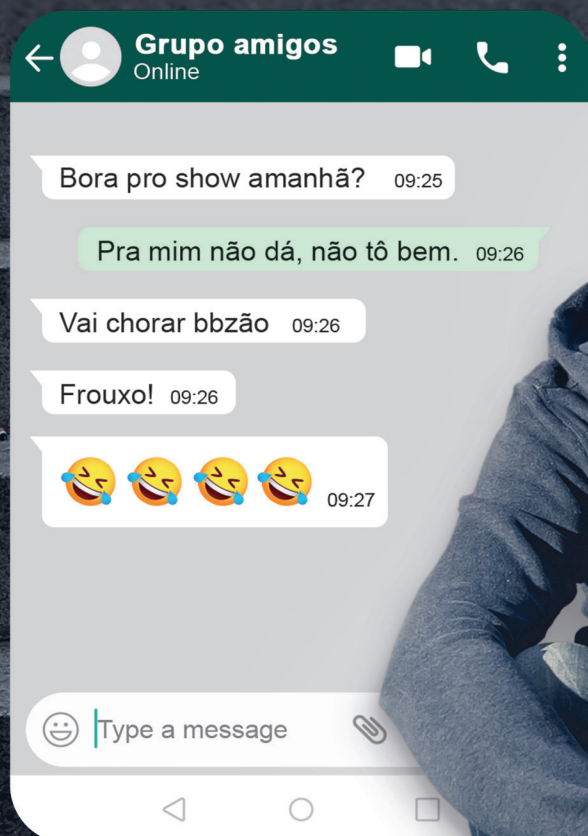 Grupo amigos
Online
Bora pro show amanhã? 09:25
Pra mim não dá, não tô bem. 09:26
Vai chorar bbzão 09:26
Frouxo! 09:26
🤣 🤣 🤣 🤣 09:27
Type a message